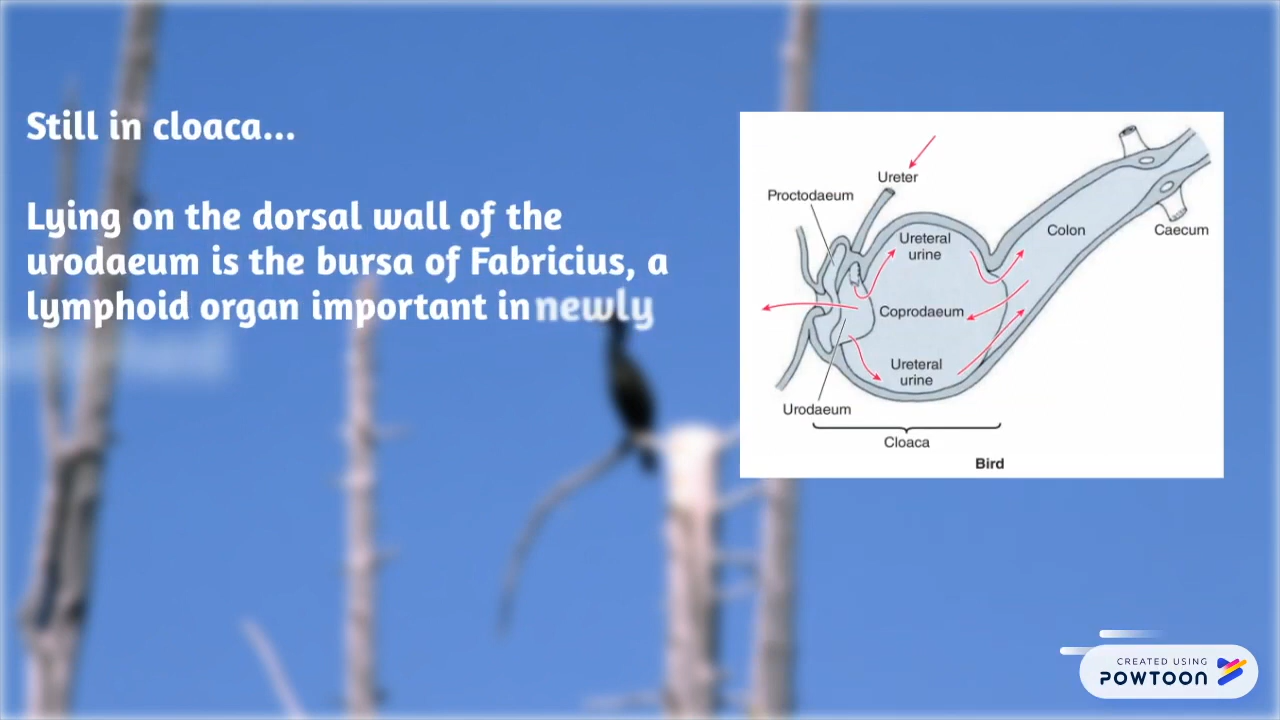 Still in cloaca...
Lying on the dorsal wall of the
urodaeum is the bursa of Fabricius, a
lymphoid organ important in newly
Ureter
Proctodaeum
Ureteral
urine
Colon
Caecum
Coprodaeum
Ureteral
urine
Urodaeum
Cloaca
Bird
CREATED USING
POWTOON